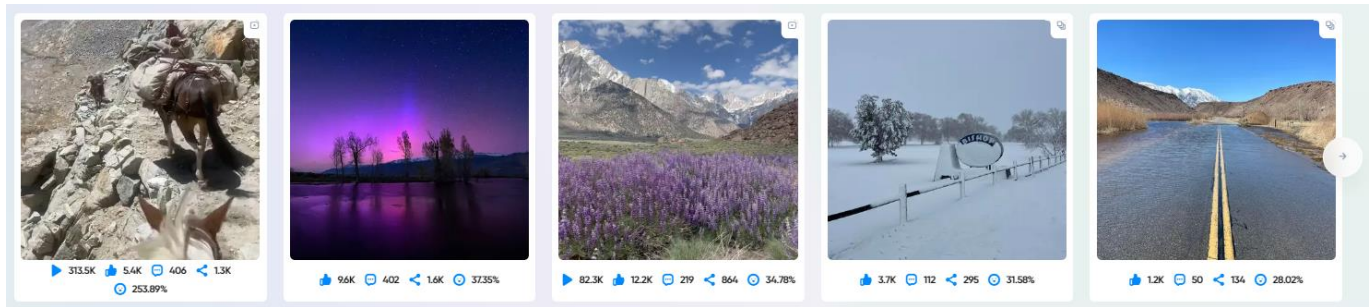 313.5K 5.4K 406 1.3K
253.89%
9.6K 402 1.6K 37.35%
82.3K 12.2K 219 864 34.78%
BISHOP
3.7K 112 295 31.58%
1.2K 50 134 28.02%